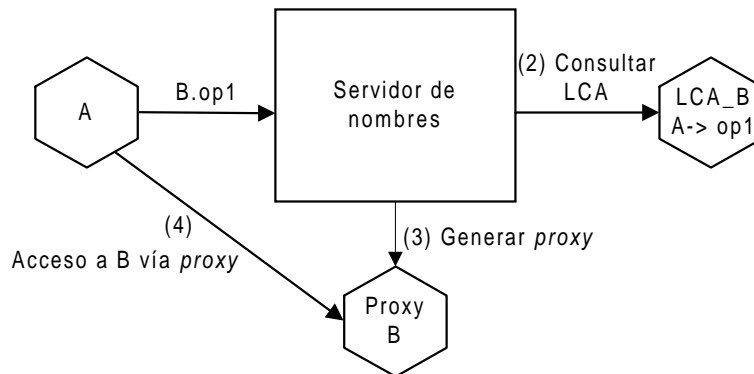 A
B.op1
Servidor de
nombres
(2) Consultar
LCA
LCA_B
A-> op1
(4)
Acceso a B vía proxy
(3) Generar proxy
Proxy
B